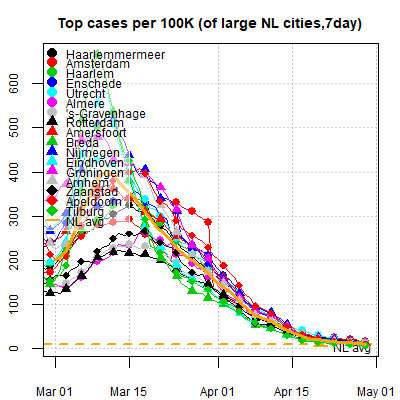 Top cases per 100K (of large NL cities,7day)
Haarlemmermeer
Amsterdam
Haarlem
Enschede
Utrecht
Almere
's-Gravenhage
Rotterdam
Amersfoort
Breda
Nijmegen
Eindhoven
Groningen
Arnhem
Zaanstad
Apeldoorn
Tilburg
NL avg
600
500
400
300
200
100
0
NL avg
Mar 01
Mar 15
Apr 01
Apr 15
May 01